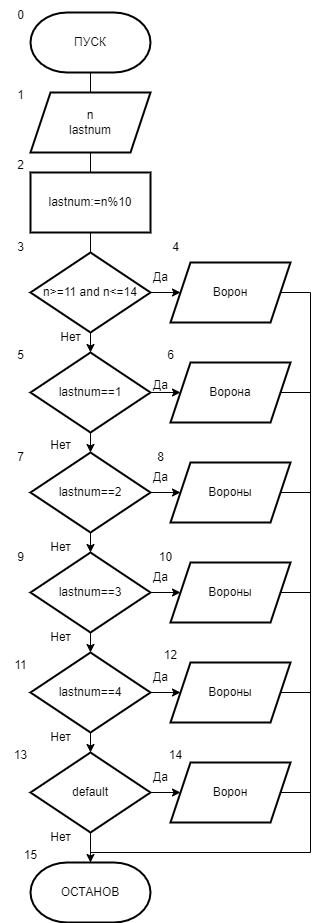 0
ПУСК
1
n
lastnum
2
lastnum:=n%10
3
4
n>=11 and n<=14
Да
Ворон
Нет
5
6
lastnum==1
Да
Ворона
Нет
7
8
lastnum==2
Да
Вороны
Нет
9
10
lastnum==3
Да
Вороны
Нет
11
12
lastnum==4
Да
Вороны
Нет
13
14
default
Да
Ворон
Нет
15
ОСТАНОВ